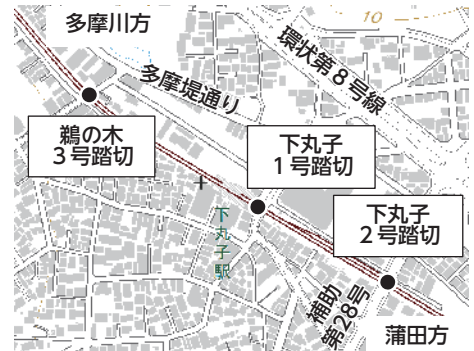 多摩川方
10
環状第8号線
多摩堤通り
鵜の木
3号踏切
下丸子
1号踏切
下丸子
2号踏切
下丸子駅
補助
第28号
蒲田方